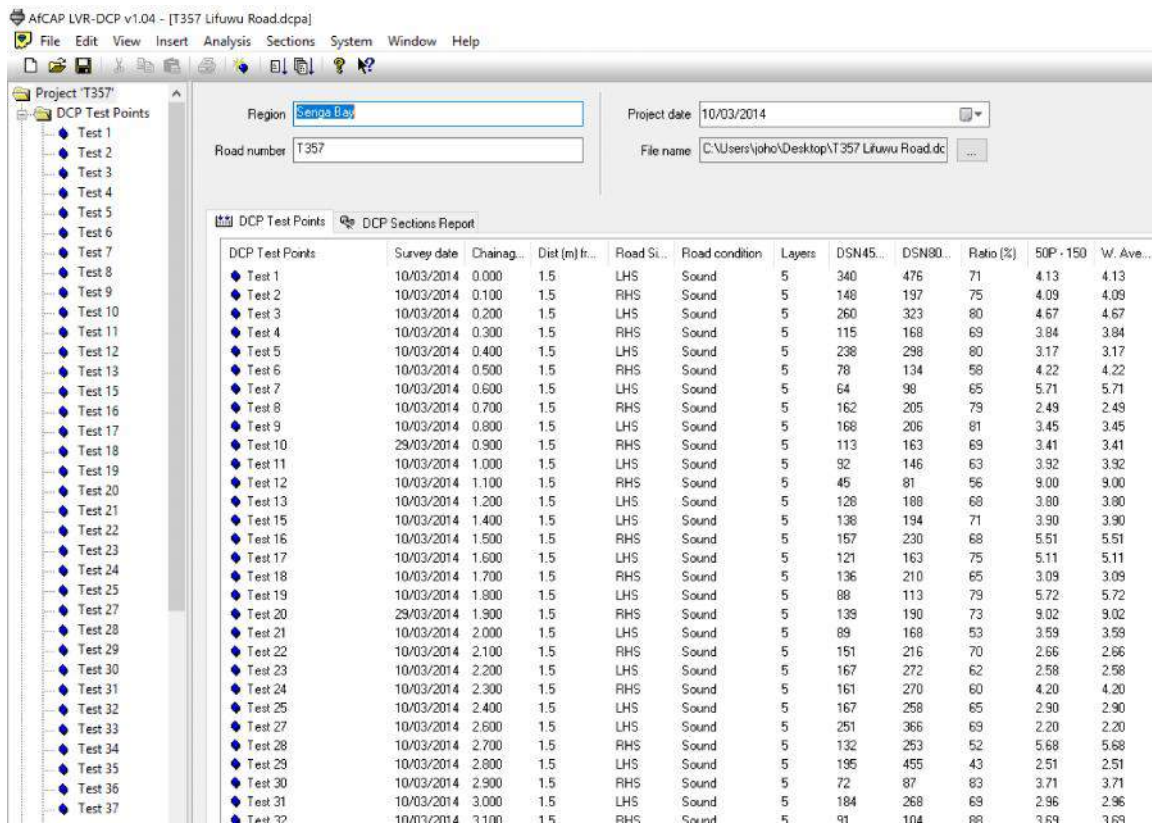 AfCAP LVR-DCP v1.04 - [T357 Lifuwu Road.dcpa]
File Edit View Insert Analysis Sections System Window Help
Project 'T357'
DCP Test Points
Test 1
Test 2
Test 3
Test 4
Test 5
Test 6
Test 7
Test 8
Test 9
Test 10
Test 11
Test 12
Test 13
Test 15
Test 16
Test 17
Test 18
Test 19
Test 20
Test 21
Test 22
Test 23
Test 24
Test 25
Test 27
Test 28
Test 29
Test 30
Test 31
Test 32
Test 33
Test 34
Test 35
Test 36
Test 37
Region Senga Bay
Road number T357
Project date 10/03/2014
File name C:\Users\joho\Desktop\T357 Lifuwu Road.dc ...
DCP Test Points DCP Sections Report
DCP Test Points Survey date Chainag... Dist (m) fr... Road Si... Road condition Layers DSN45... DSN80... Ratio (%) 50P - 150 W. Ave...
Test 1 10/03/2014 0.000 1.5 LHS Sound 5 340 476 71 4.13 4.13
Test 2 10/03/2014 0.100 1.5 RHS Sound 5 148 197 75 4.09 4.09
Test 3 10/03/2014 0.200 1.5 LHS Sound 5 260 323 80 4.67 4.67
Test 4 10/03/2014 0.300 1.5 RHS Sound 5 115 168 69 3.84 3.84
Test 5 10/03/2014 0.400 1.5 LHS Sound 5 238 298 80 3.17 3.17
Test 6 10/03/2014 0.500 1.5 RHS Sound 5 78 134 58 4.22 4.22
Test 7 10/03/2014 0.600 1.5 LHS Sound 5 64 98 65 5.71 5.71
Test 8 10/03/2014 0.700 1.5 RHS Sound 5 162 205 79 2.49 2.49
Test 9 10/03/2014 0.800 1.5 LHS Sound 5 168 206 81 3.45 3.45
Test 10 29/03/2014 0.900 1.5 RHS Sound 5 113 163 69 3.41 3.41
Test 11 10/03/2014 1.000 1.5 LHS Sound 5 92 146 63 3.92 3.92
Test 12 10/03/2014 1.100 1.5 RHS Sound 5 45 81 56 9.00 9.00
Test 13 10/03/2014 1.200 1.5 LHS Sound 5 128 188 68 3.80 3.80
Test 15 10/03/2014 1.400 1.5 LHS Sound 5 138 194 71 3.90 3.90
Test 16 10/03/2014 1.500 1.5 RHS Sound 5 157 230 68 5.51 5.51
Test 17 10/03/2014 1.600 1.5 LHS Sound 5 121 163 75 5.11 5.11
Test 18 10/03/2014 1.700 1.5 RHS Sound 5 136 210 65 3.09 3.09
Test 19 10/03/2014 1.800 1.5 LHS Sound 5 88 113 79 5.72 5.72
Test 20 29/03/2014 1.900 1.5 RHS Sound 5 139 190 73 9.02 9.02
Test 21 10/03/2014 2.000 1.5 LHS Sound 5 89 168 53 3.59 3.59
Test 22 10/03/2014 2.100 1.5 RHS Sound 5 151 216 70 2.66 2.66
Test 23 10/03/2014 2.200 1.5 LHS Sound 5 167 272 62 2.58 2.58
Test 24 10/03/2014 2.300 1.5 RHS Sound 5 161 270 60 4.20 4.20
Test 25 10/03/2014 2.400 1.5 LHS Sound 5 167 258 65 2.90 2.90
Test 27 10/03/2014 2.600 1.5 LHS Sound 5 251 366 69 2.20 2.20
Test 28 10/03/2014 2.700 1.5 RHS Sound 5 132 253 52 5.68 5.68
Test 29 10/03/2014 2.800 1.5 LHS Sound 5 195 455 43 2.51 2.51
Test 30 10/03/2014 2.900 1.5 RHS Sound 5 72 87 83 3.71 3.71
Test 31 10/03/2014 3.000 1.5 LHS Sound 5 184 268 69 2.96 2.96
Test 32 10/03/2014 3.100 1.5 RHS Sound 5 91 104 88 3.69 3.69